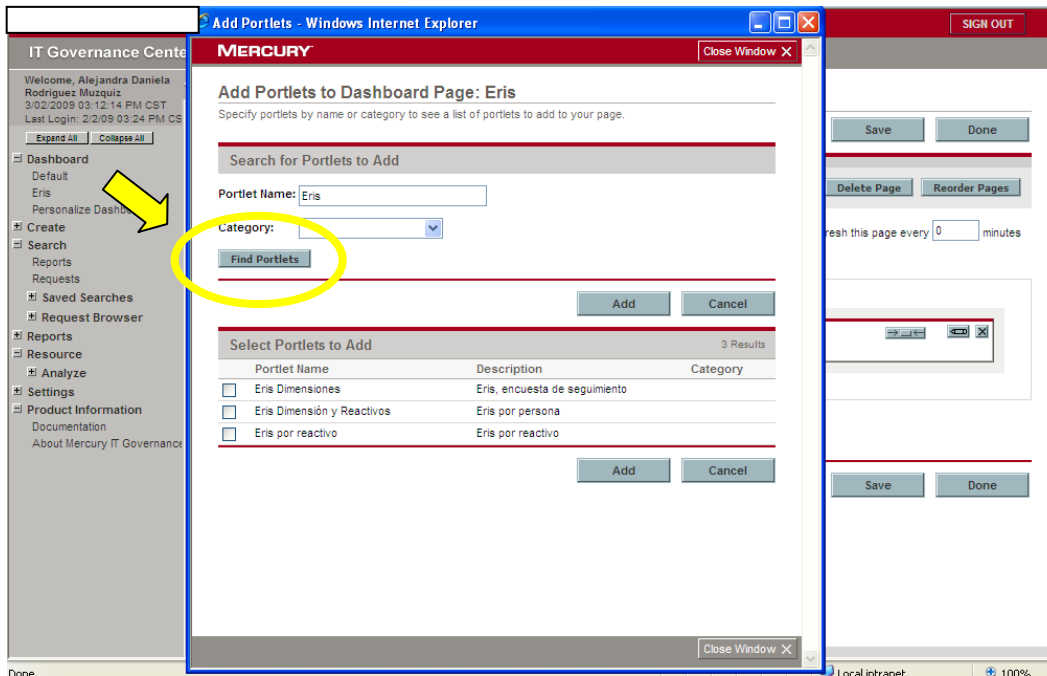 Add Portlets - Windows Internet Explorer
SIGN OUT
IT Governance Cente
MERCURY
Close Window X
Welcome, Alejandra Daniela
Rodriguez Muzquiz
3/02/2009 03:12:14 PM CST
Last Login: 2/2/09 03:24 PM CS
Expand All Collapse All
Dashboard
Default
Eris
Personalize Dashb
Create
Search
Reports
Requests
Saved Searches
Request Browser
Reports
Resource
Analyze
Settings
Product Information
Documentation
About Mercury IT Governance
Add Portlets to Dashboard Page: Eris
Specify portlets by name or category to see a list of portlets to add to your page.
Search for Portlets to Add
Portlet Name: Eris
Category:
Find Portlets
Add Cancel
Select Portlets to Add 3 Results
Portlet Name Description Category
Eris Dimensiones Eris, encuesta de seguimiento
Eris Dimensión y Reactivos Eris por persona
Eris por reactivo Eris por reactivo
Add Cancel
Close Window X
Save Done
Delete Page Reorder Pages
resh this page every 0 minutes
Save Done
Done
Local intranet 100%